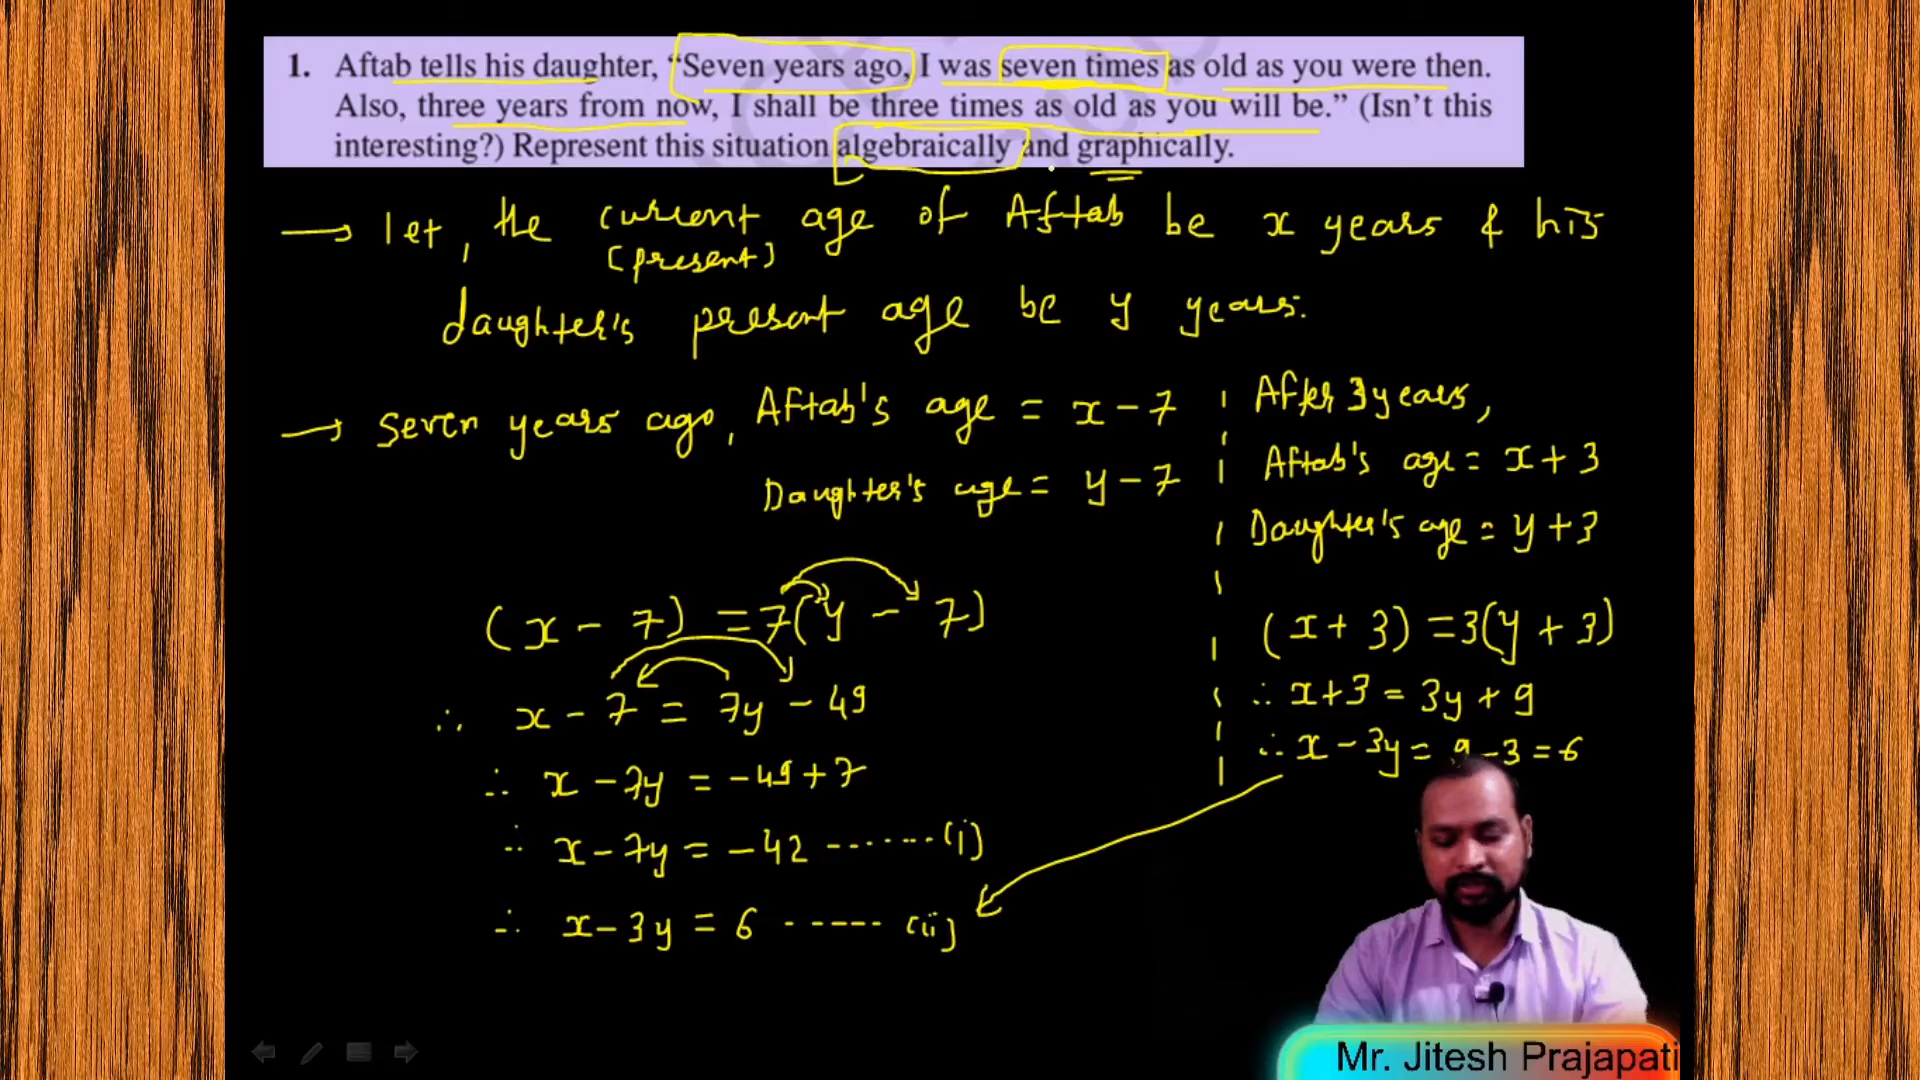 1. Aftab tells his daughter, “Seven years ago, I was seven times as old as you were then.
Also, three years from now, I shall be three times as old as you will be.” (Isn’t this
interesting?) Represent this situation algebraically and graphically.
→ let, the current age of Aftab be x years & his
(present)
daughter's present age be y years.
→ Seven years ago, Aftab's age = x - 7
Daughter's age = y - 7
(x - 7) = 7(y - 7)
∴ x - 7 = 7y - 49
∴ x - 7y = -49 + 7
∴ x - 7y = -42 ------- (i)
∴ x - 3y = 6 ----- (ii)
After 3 years,
Aftab's age = x + 3
Daughter's age = y + 3
(x + 3) = 3(y + 3)
∴ x + 3 = 3y + 9
∴ x - 3y = 9 - 3 = 6
Mr. Jitesh Prajapati